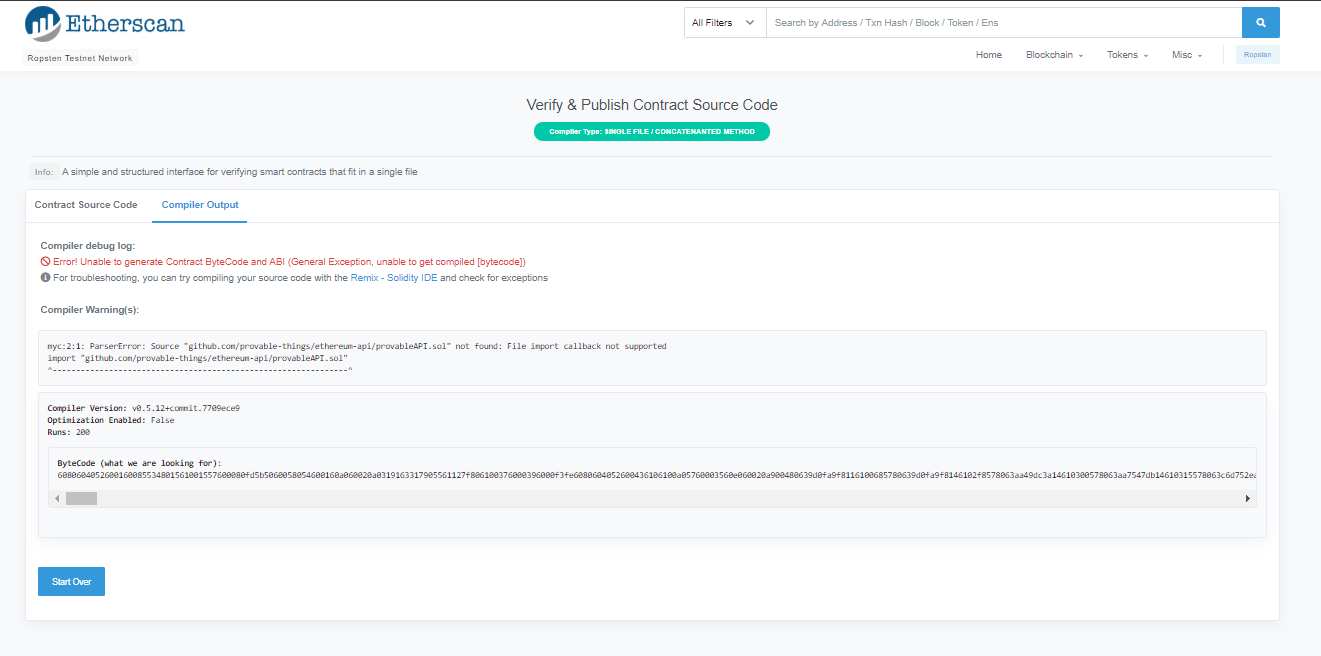 Etherscan
All Filters
Search by Address / Txn Hash / Block / Token / Ens
Ropsten Testnet Network
Home Blockchain Tokens Misc Ropsten
Verify & Publish Contract Source Code
Compiler Type: SINGLE FILE / CONCATENANTED METHOD
Info: A simple and structured interface for verifying smart contracts that fit in a single file
Contract Source Code Compiler Output
Compiler debug log:
Error! Unable to generate Contract ByteCode and ABI (General Exception, unable to get compiled [bytecode])
For troubleshooting, you can try compiling your source code with the Remix - Solidity IDE and check for exceptions
Compiler Warning(s):
myc:2:1: ParserError: Source "github.com/provable-things/ethereum-api/provableAPI.sol" not found: File import callback not supported
import "github.com/provable-things/ethereum-api/provableAPI.sol"
^---------------------------------------------------------------^
Compiler Version: v0.5.12+commit.7709ece9
Optimization Enabled: False
Runs: 200
ByteCode (what we are looking for):
Start Over